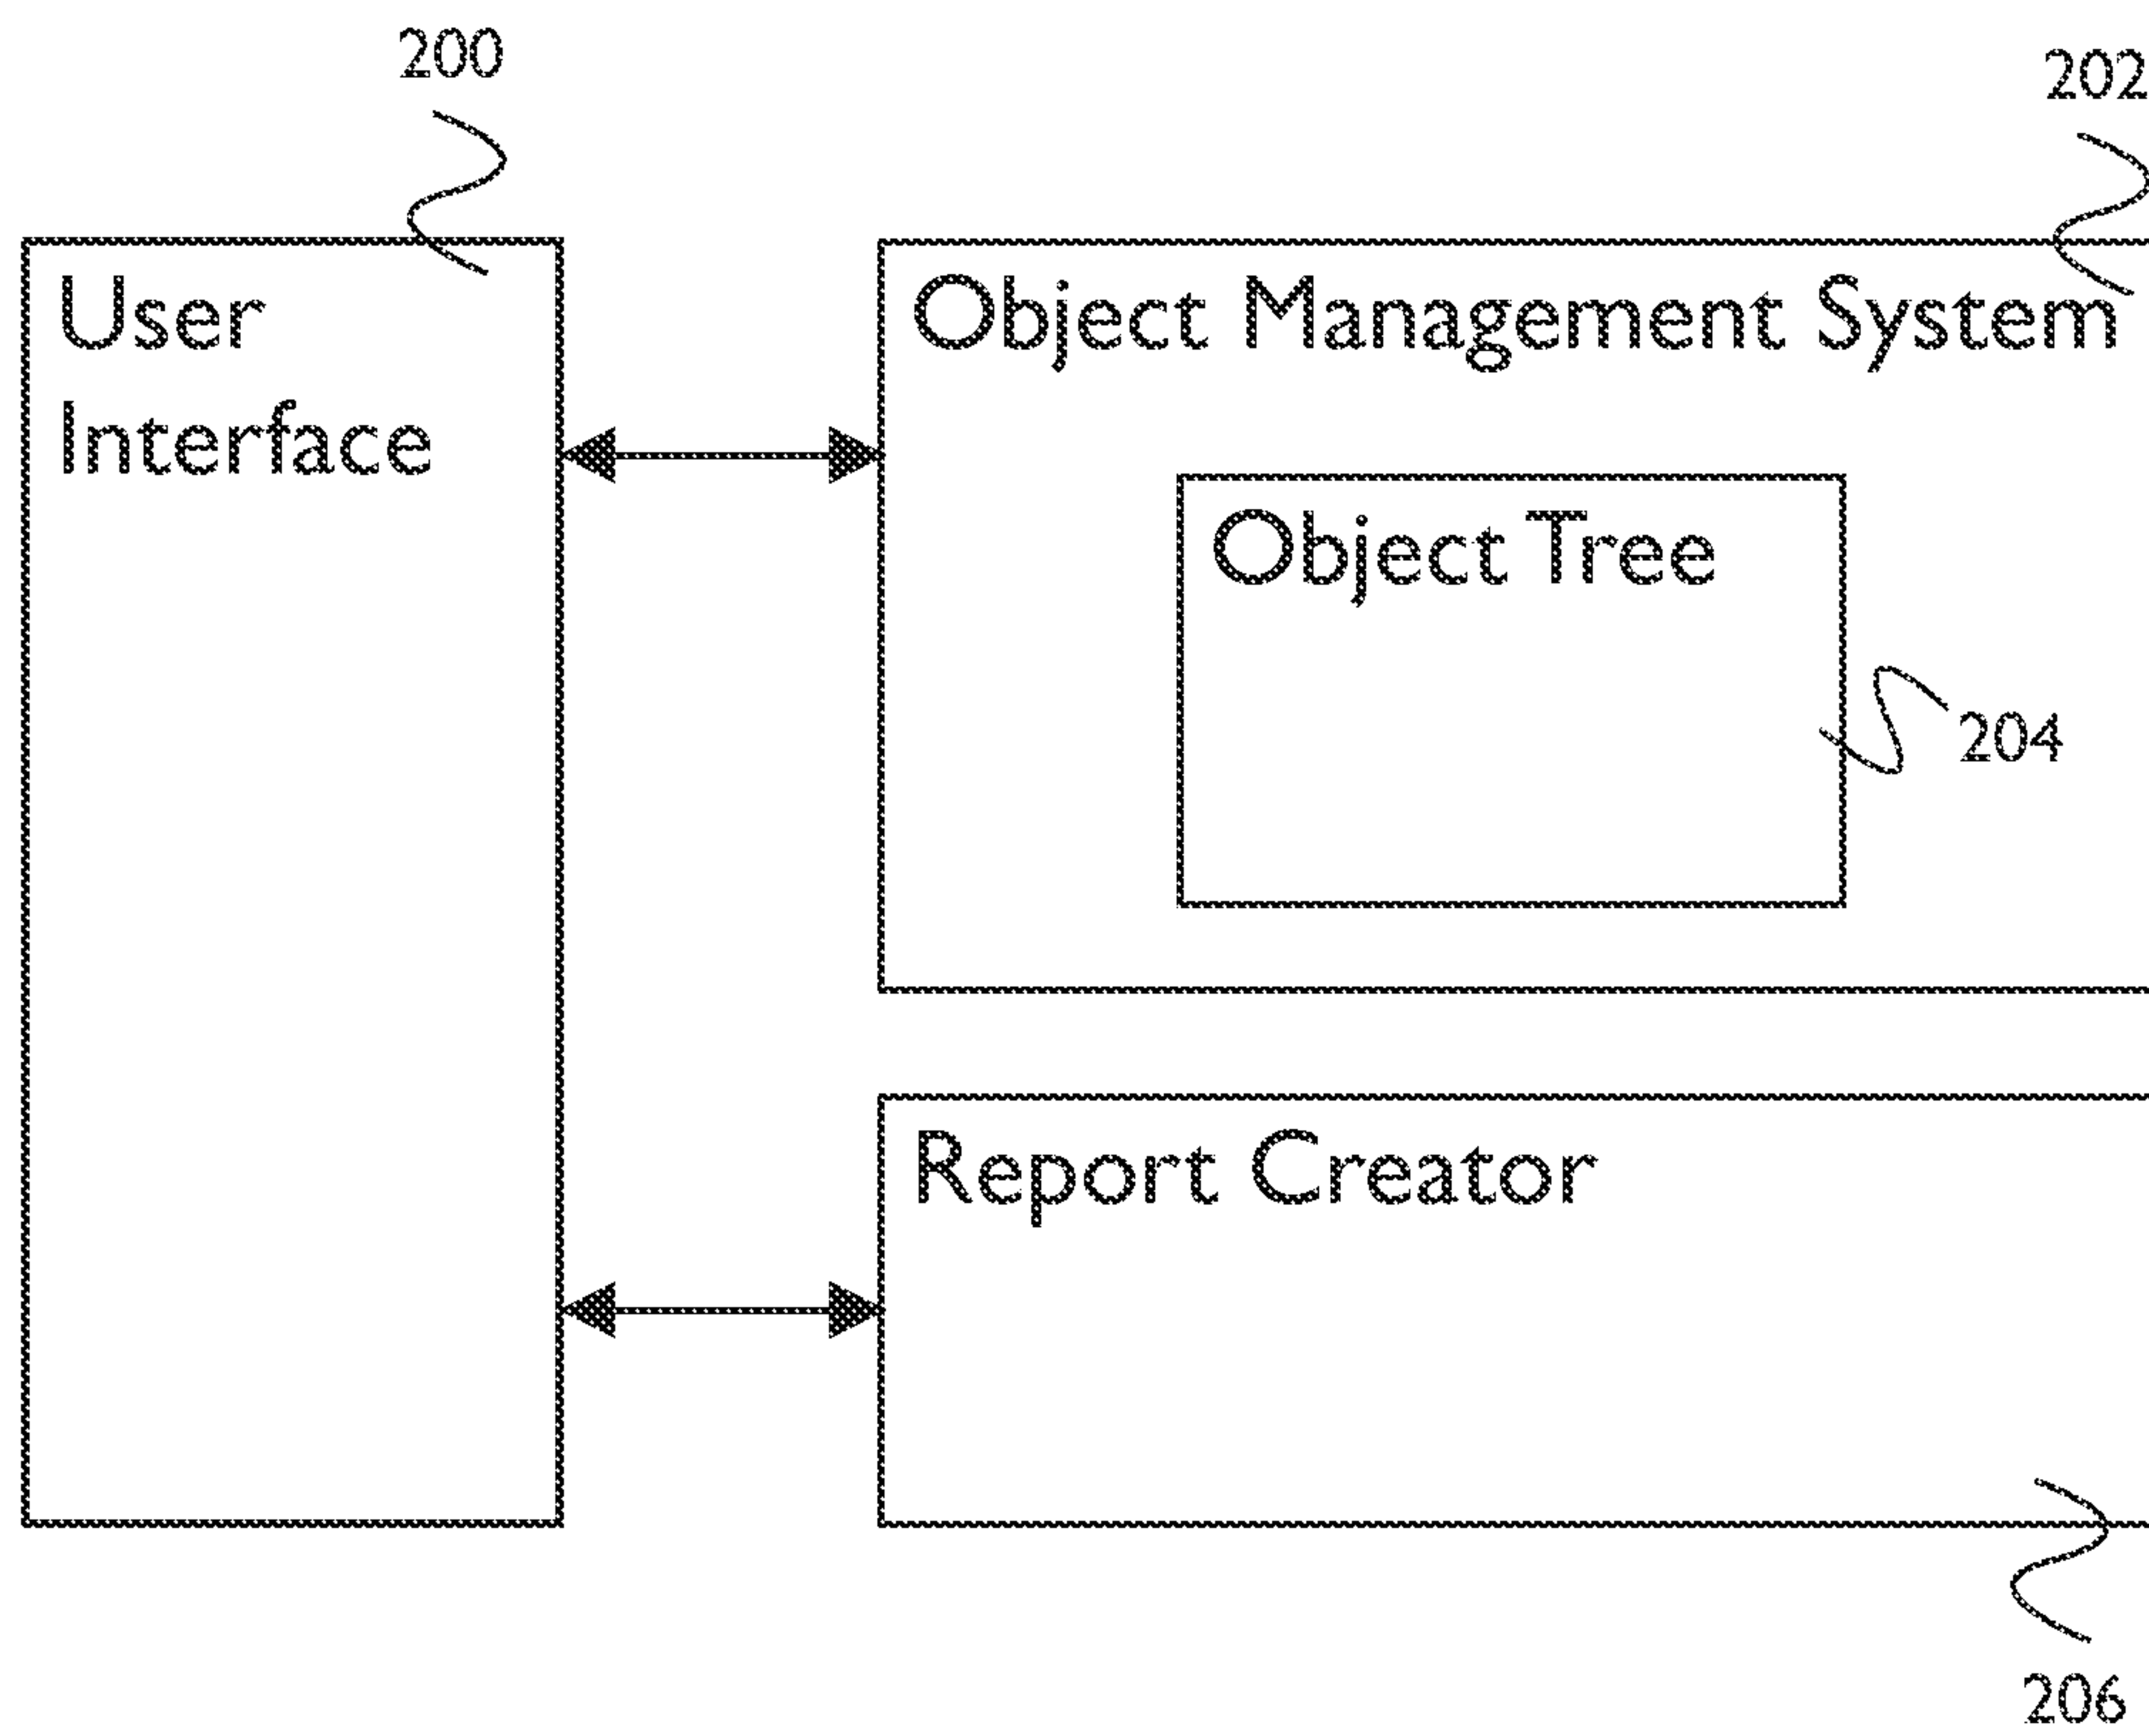 200
202
User
Interface
Object Management System
Object Tree
204
Report Creator
206